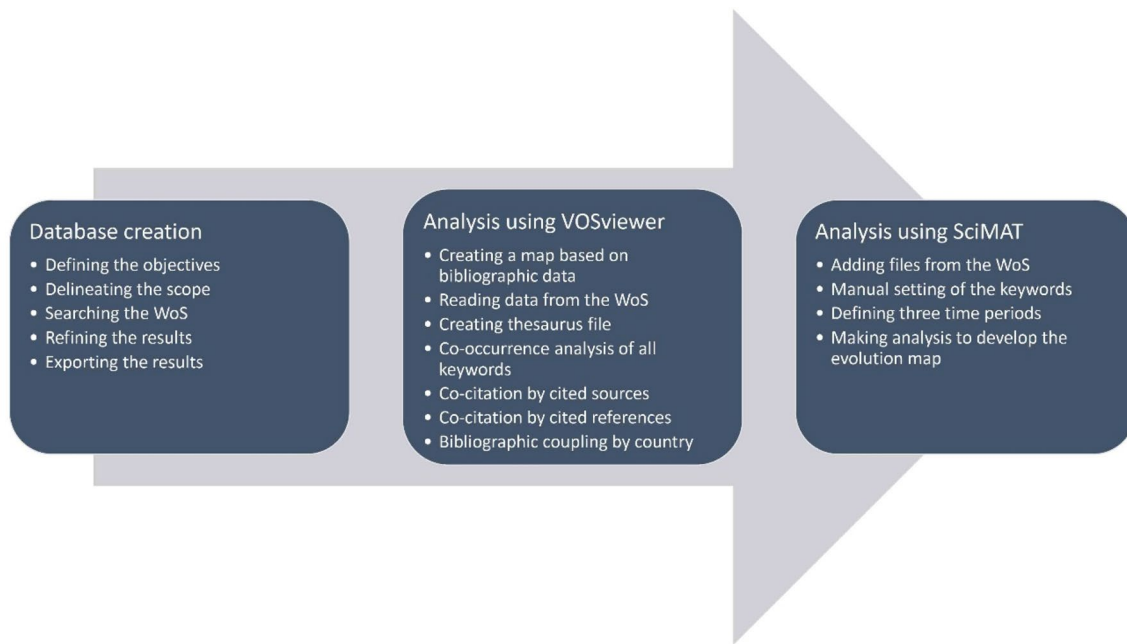 Database creation
• Defining the objectives
• Delineating the scope
• Searching the WoS
• Refining the results
• Exporting the results
Analysis using VOSviewer
• Creating a map based on
bibliographic data
• Reading data from the WoS
• Creating thesaurus file
• Co-occurrence analysis of all
keywords
• Co-citation by cited sources
• Co-citation by cited references
• Bibliographic coupling by country
Analysis using SciMAT
• Adding files from the WoS
• Manual setting of the keywords
• Defining three time periods
• Making analysis to develop the
evolution map